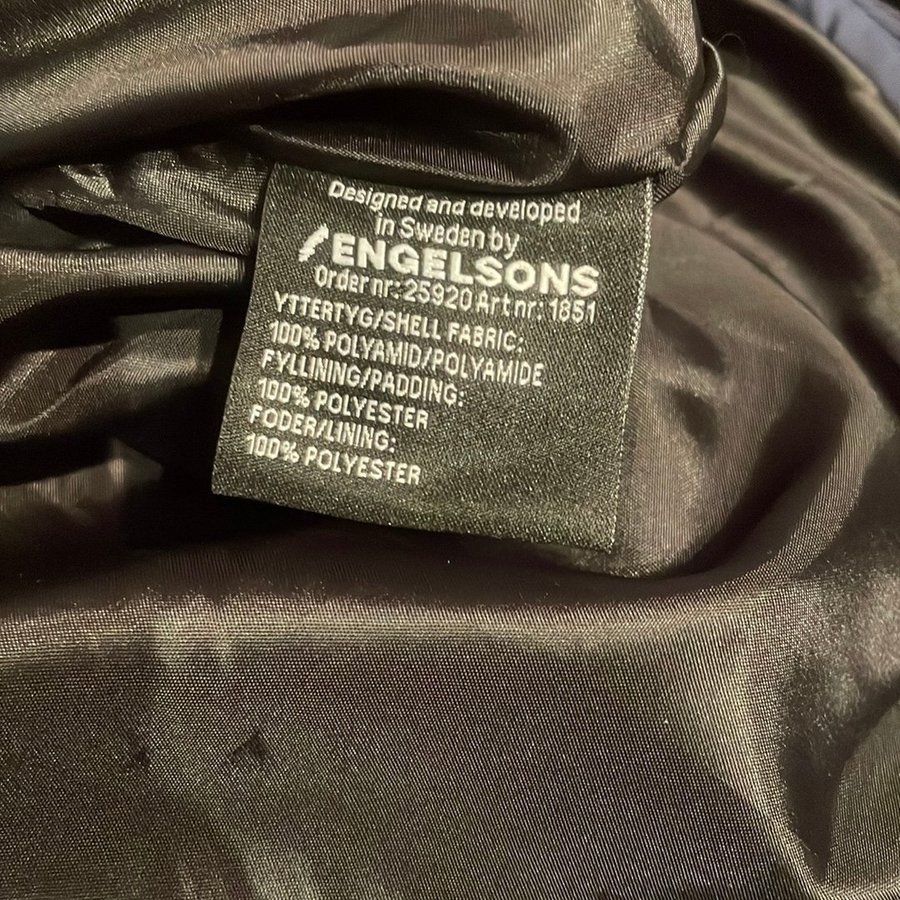 Designed and developed
in Sweden by
ENGELSONS
Order nr: 25920 Art nr: 1851
YTTERTYG/SHELL FABRIC:
100% POLYAMID/POLYAMIDE
FYLLINING/PADDING:
100% POLYESTER
FODER/LINING:
100% POLYESTER